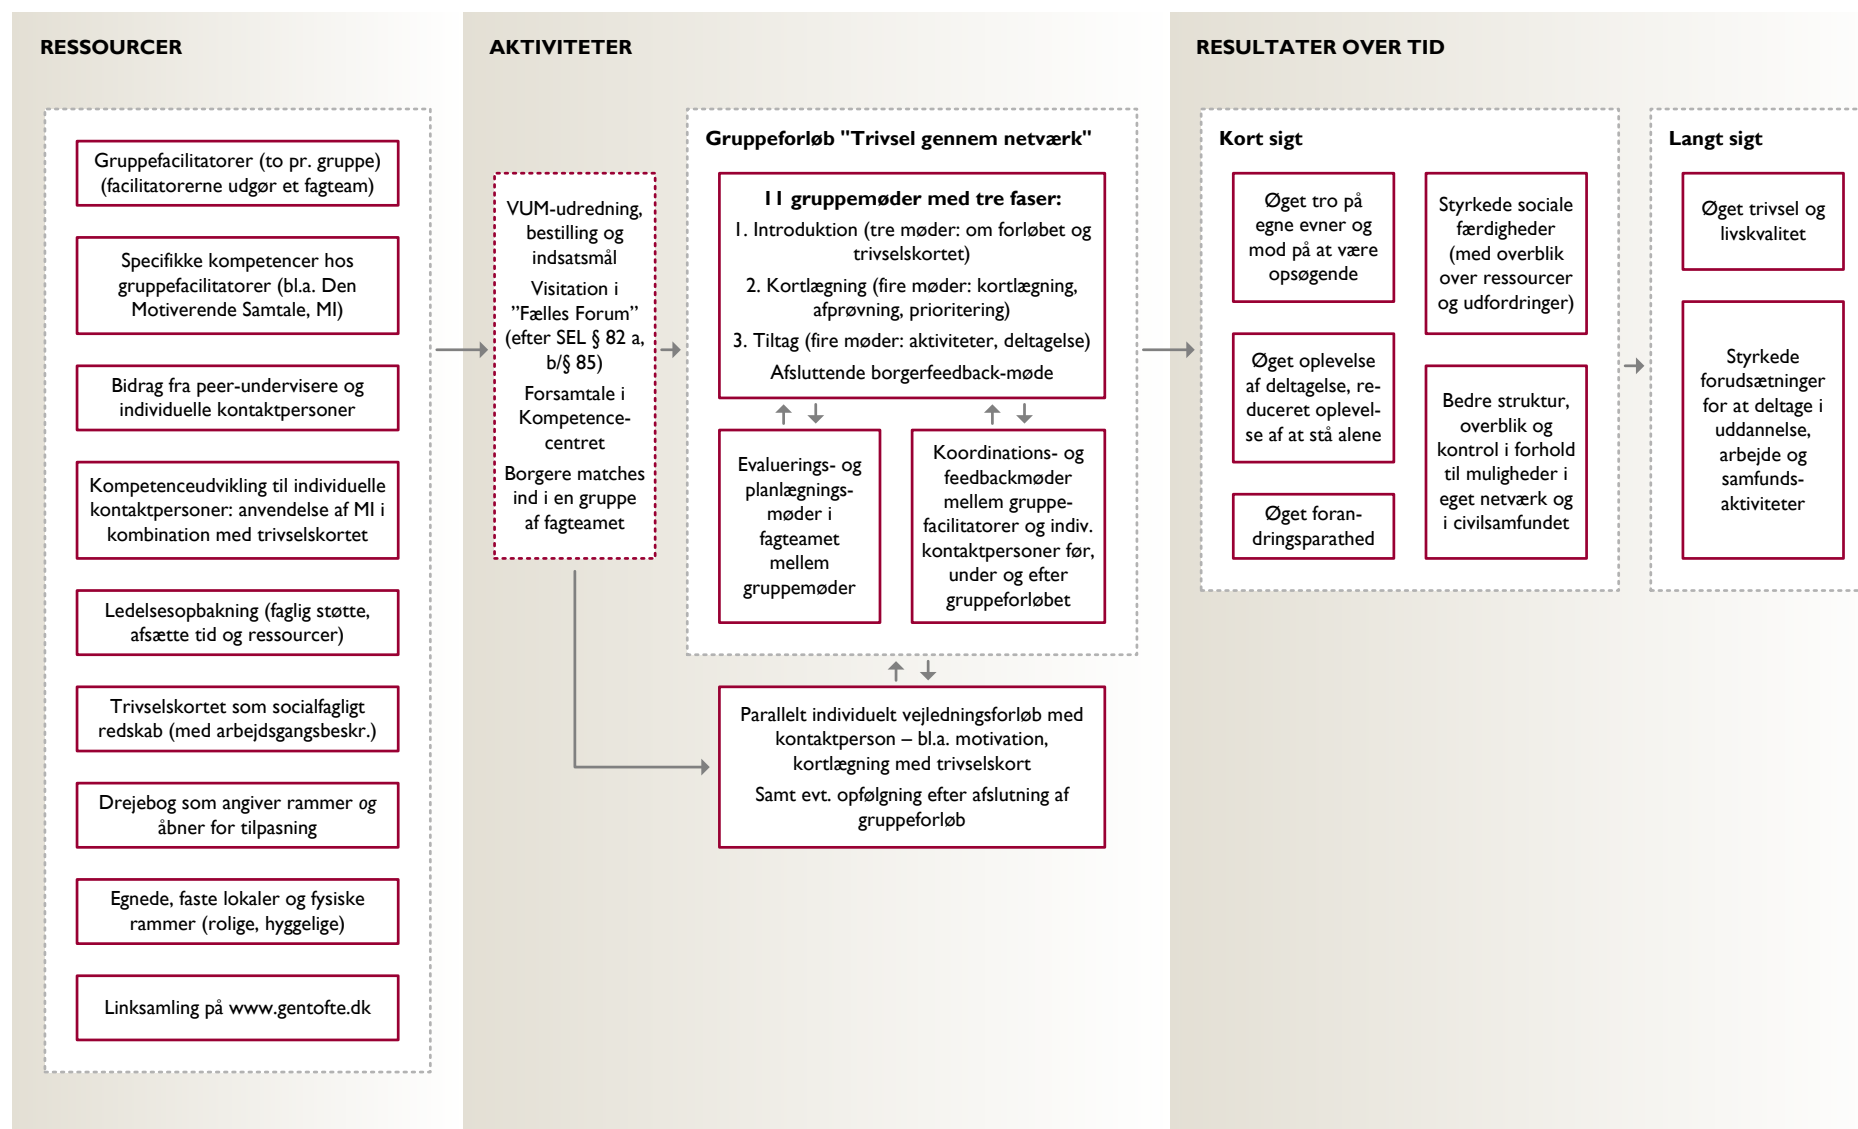 RESSOURCER
Gruppefacilitatorer (to pr. gruppe)
(facilitatorerne udgør et fagteam)
Specifikke kompetencer hos
gruppefacilitatorer (bl.a. Den
Motiverende Samtale, MI)
Bidrag fra peer-undervisere og
individuelle kontaktpersoner
Kompetenceudvikling til individuelle
kontaktpersoner: anvendelse af MI i
kombination med trivselskortet
Ledelsesopbakning (faglig støtte,
afsætte tid og ressourcer)
Trivselskortet som socialfagligt
redskab (med arbejdsgangsbeskr.)
Drejebog som angiver rammer og
åbner for tilpasning
Egnede, faste lokaler og fysiske
rammer (rolige, hyggelige)
Linksamling på www.gentofte.dk
AKTIVITETER
VUM-udredning,
bestilling og
indsatsmål
Visitation i
”Fælles Forum”
(efter SEL § 82 a,
b/§ 85)
Forsamtale i
Kompetence-
centret
Borgere matches
ind i en gruppe
af fagteamet
Gruppeforløb "Trivsel gennem netværk"
11 gruppemøder med tre faser:
1. Introduktion (tre møder: om forløbet og
trivselskortet)
2. Kortlægning (fire møder: kortlægning,
afprøvning, prioritering)
3. Tiltag (fire møder: aktiviteter, deltagelse)
Afsluttende borgerfeedback-møde
Evaluerings- og
planlægnings-
møder i
fagteamet
mellem
gruppemøder
Koordinations- og
feedbackmøder
mellem gruppe-
facilitatorer og indiv.
kontaktpersoner før,
under og efter
gruppeforløbet
Parallelt individuelt vejledningsforløb med
kontaktperson – bl.a. motivation,
kortlægning med trivselskort
Samt evt. opfølgning efter afslutning af
gruppeforløb
RESULTATER OVER TID
Kort sigt
Øget tro på
egne evner og
mod på at være
opsøgende
Øget oplevelse
af deltagelse, re-
duceret oplevel-
se af at stå alene
Øget foran-
dringsparathed
Styrkede sociale
færdigheder
(med overblik
over ressourcer
og udfordringer)
Bedre struktur,
overblik og
kontrol i forhold
til muligheder i
eget netværk og
i civilsamfundet
Langt sigt
Øget trivsel og
livskvalitet
Styrkede
forudsætninger
for at deltage i
uddannelse,
arbejde og
samfunds-
aktiviteter